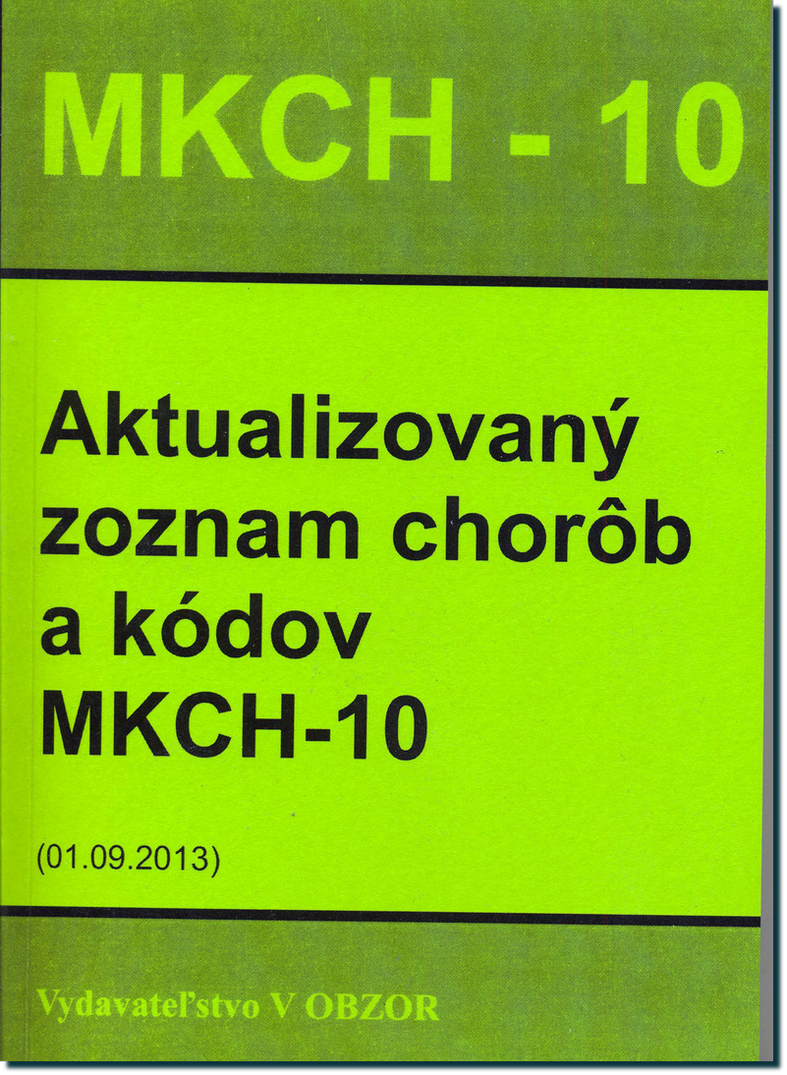 MKCH - 10
Aktualizovaný
zoznam chorôb
a kódov
MKCH-10
(01.09.2013)
Vydavateľstvo V OBZOR